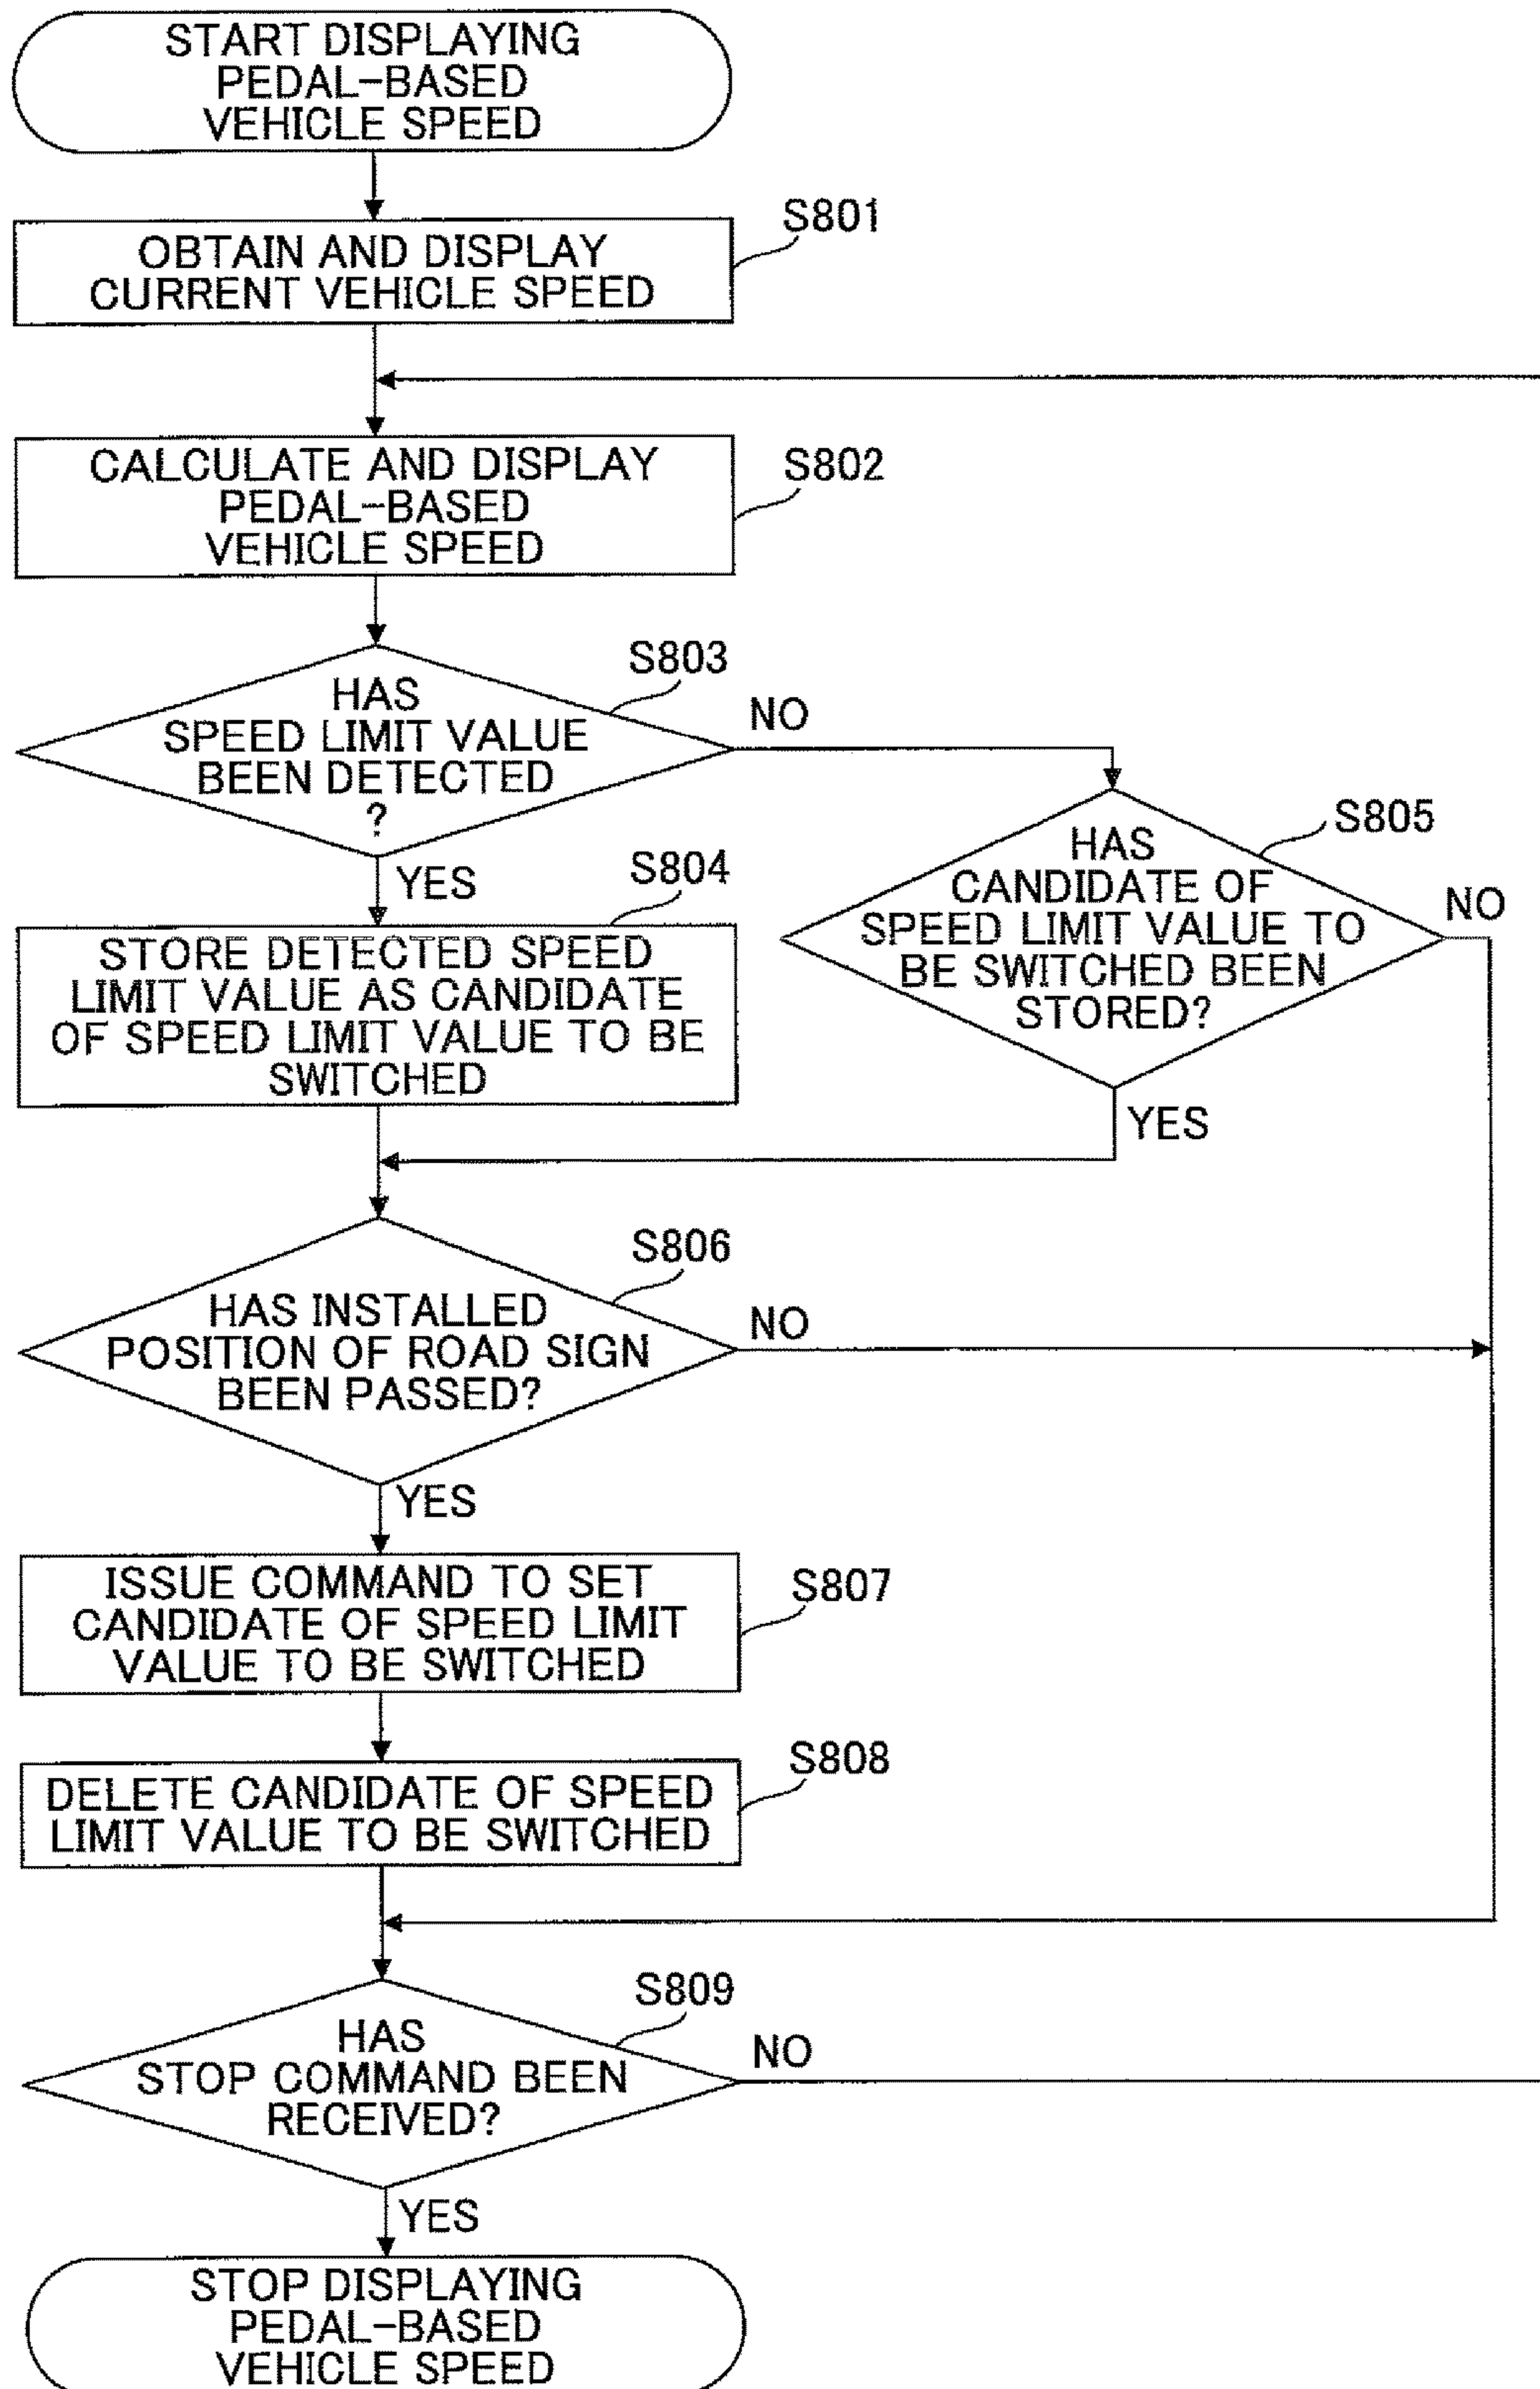 START DISPLAYING
PEDAL-BASED
VEHICLE SPEED
S801
OBTAIN AND DISPLAY
CURRENT VEHICLE SPEED
S802
CALCULATE AND DISPLAY
PEDAL-BASED
VEHICLE SPEED
S803
HAS
SPEED LIMIT VALUE
BEEN DETECTED
?
NO
YES
S804
STORE DETECTED SPEED
LIMIT VALUE AS CANDIDATE
OF SPEED LIMIT VALUE TO BE
SWITCHED
S805
HAS
CANDIDATE OF
SPEED LIMIT VALUE TO
BE SWITCHED BEEN
STORED?
NO
YES
S806
HAS INSTALLED
POSITION OF ROAD SIGN
BEEN PASSED?
NO
YES
S807
ISSUE COMMAND TO SET
CANDIDATE OF SPEED LIMIT
VALUE TO BE SWITCHED
S808
DELETE CANDIDATE OF SPEED
LIMIT VALUE TO BE SWITCHED
S809
HAS
STOP COMMAND BEEN
RECEIVED?
NO
YES
STOP DISPLAYING
PEDAL-BASED
VEHICLE SPEED